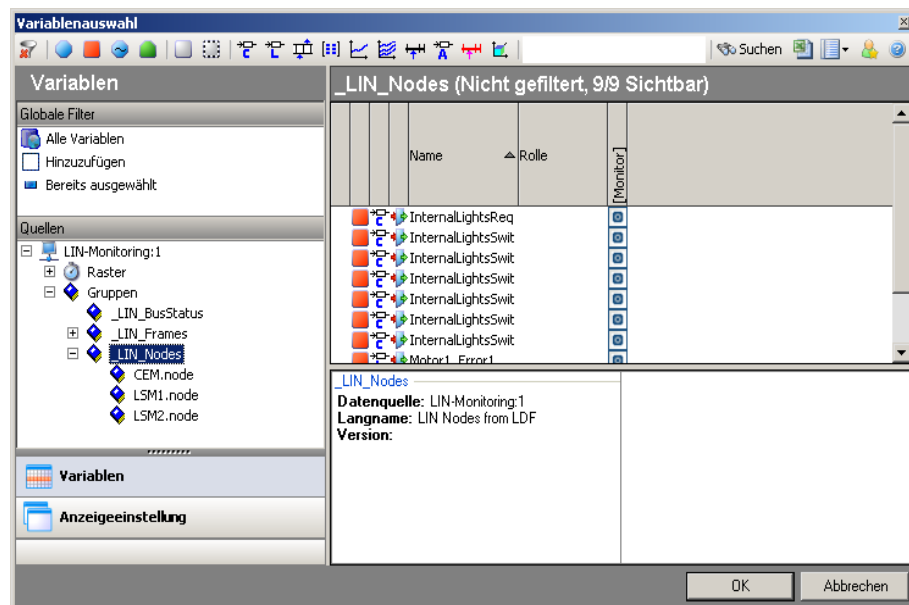 Variablenauswahl
Suchen
Variablen
_LIN_Nodes (Nicht gefiltert, 9/9 Sichtbar)
Globale Filter
Alle Variablen
Hinzuzufügen
Bereits ausgewählt
Name
Rolle
[Monitor]
Quellen
LIN-Monitoring:1
Raster
Gruppen
_LIN_BusStatus
_LIN_Frames
_LIN_Nodes
CEM.node
LSM1.node
LSM2.node
InternalLightsReq
InternalLightsSwit
InternalLightsSwit
InternalLightsSwit
InternalLightsSwit
InternalLightsSwit
InternalLightsSwit
Motor1_Error1
_LIN_Nodes
Datenquelle: LIN-Monitoring:1
Langname: LIN Nodes from LDF
Version:
Variablen
Anzeigeeinstellung
OK
Abbrechen